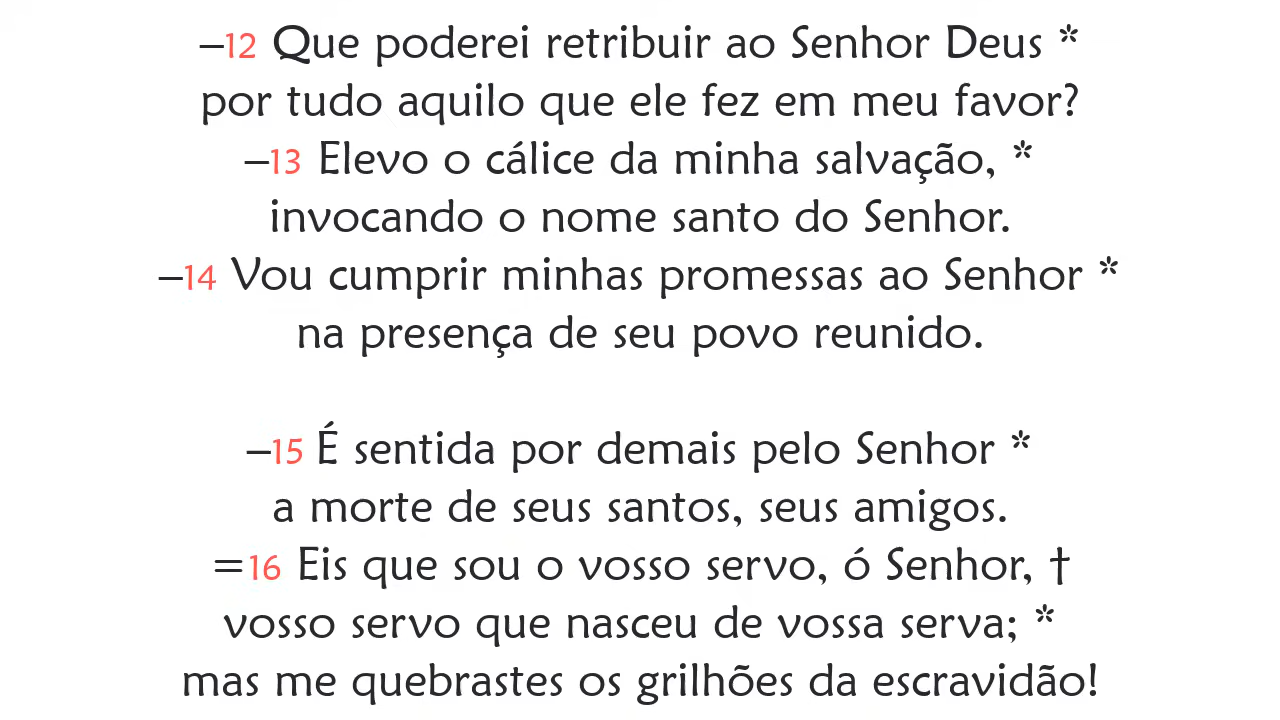 –12 Que poderei retribuir ao Senhor Deus *
por tudo aquilo que ele fez em meu favor?
–13 Elevo o cálice da minha salvação, *
invocando o nome santo do Senhor.
–14 Vou cumprir minhas promessas ao Senhor *
na presença de seu povo reunido.
–15 É sentida por demais pelo Senhor *
a morte de seus santos, seus amigos.
=16 Eis que sou o vosso servo, ó Senhor, †
vosso servo que nasceu de vossa serva; *
mas me quebrastes os grilhões da escravidão!